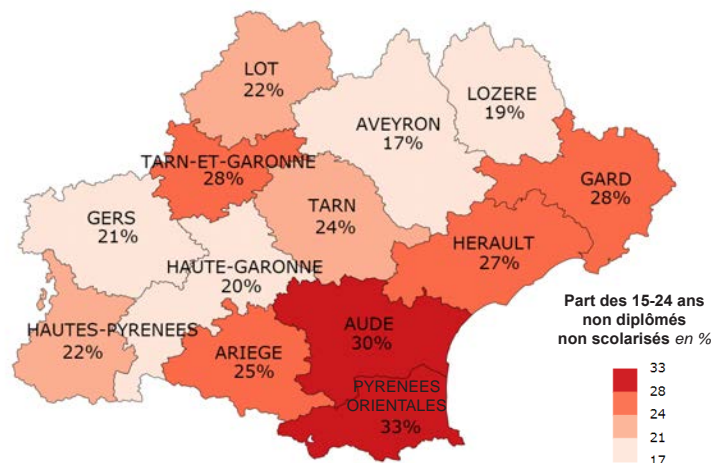 LOT
22%
LOZERE
19%
AVEYRON
17%
TARN-ET-GARONNE
28%
GARD
28%
TARN
24%
GERS
21%
HERAULT
27%
HAUTE-GARONNE
20%
HAUTES-PYRENEES
22%
ARIEGE
25%
AUDE
30%
PYRENEES
ORIENTALES
33%
Part des 15-24 ans
non diplômés
non scolarisés en %
33
28
24
21
17